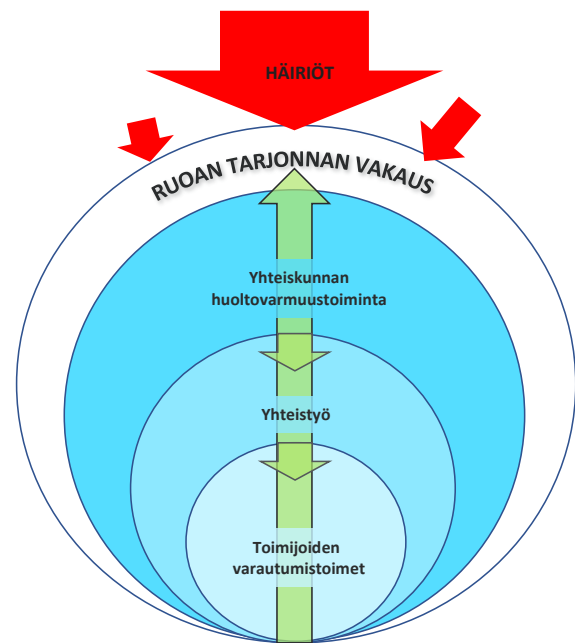 HÄIRIÖT
RUOAN TARJONNAN VAKAUS
Yhteiskunnan
huoltovarmuustoiminta
Yhteistyö
Toimijoiden
varautumistoimet